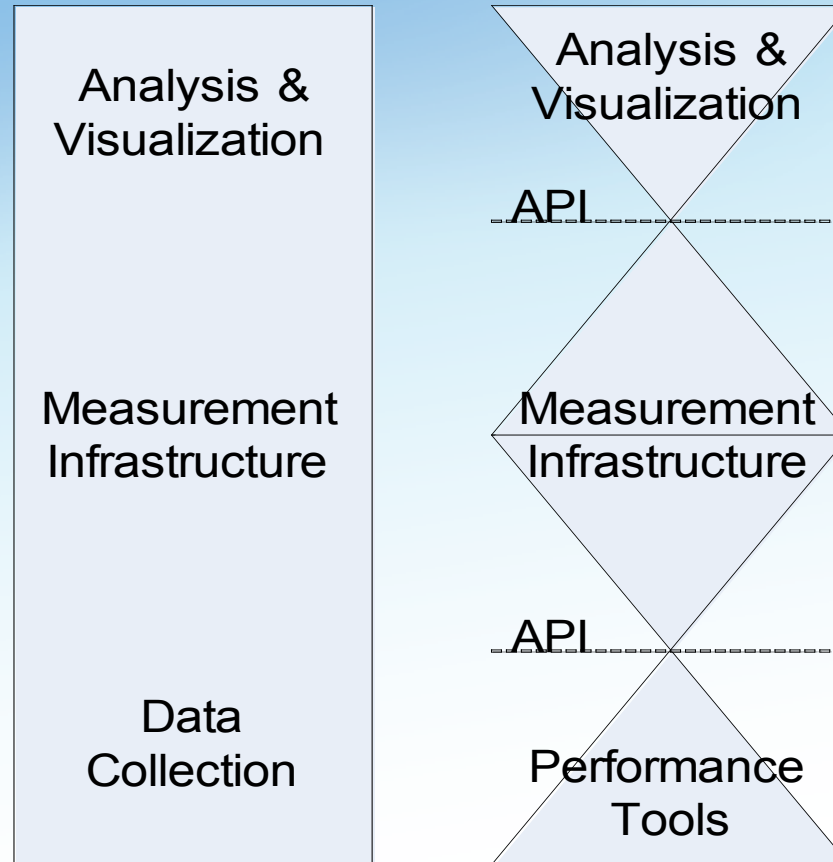 Analysis &
Visualization
Measurement
Infrastructure
Data
Collection
Analysis &
Visualization
API
Measurement
Infrastructure
API
Performance
Tools